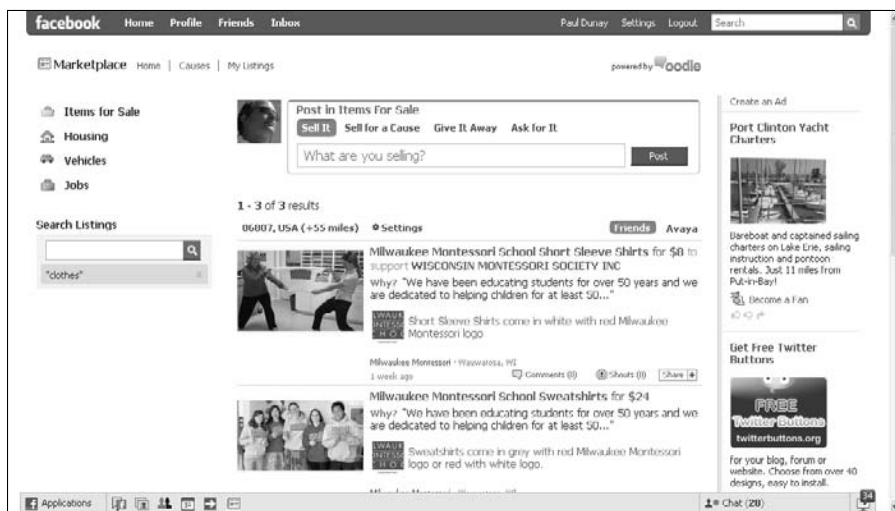 facebook Home Profile Friends Inbox Paul Dunay Settings Logout Search
Marketplace Home | Causes | My Listings powered by oodle
Items for Sale
Housing
Vehicles
Jobs
Search Listings
"clothes"
Post in Items For Sale
Sell It Sell for a Cause Give It Away Ask for It
What are you selling? Post
1 - 3 of 3 results
06807, USA (+55 miles) Settings Friends Avaya
Milwaukee Montessori School Short Sleeve Shirts for $8 to
support WISCONSIN MONTESSORI SOCIETY INC
Why? "We have been educating students for over 50 years and we
are dedicated to helping children for at least 50..."
Short Sleeve Shirts come in white with red Milwaukee
Montessori logo
Milwaukee Montessori - Wauwatosa, WI
1 week ago Comments (0) Shouts (0) Share +
Milwaukee Montessori School Sweatshirts for $24
Why? "We have been educating students for over 50 years and we
are dedicated to helping children for at least 50..."
Sweatshirts come in grey with red Milwaukee Montessori
logo or red with white logo.
Create an Ad
Port Clinton Yacht
Charters
Bareboat and captained sailing
charters on Lake Erie, sailing
instruction and pontoon
rentals. Just 11 miles from
Put-in-Bay!
Become a Fan
Get Free Twitter
Buttons
FREE
Twitter Buttons
twitterbuttons.org
For your blog, forum or
website. Choose from over 40
designs, easy to install.
Applications Chat (20) 34